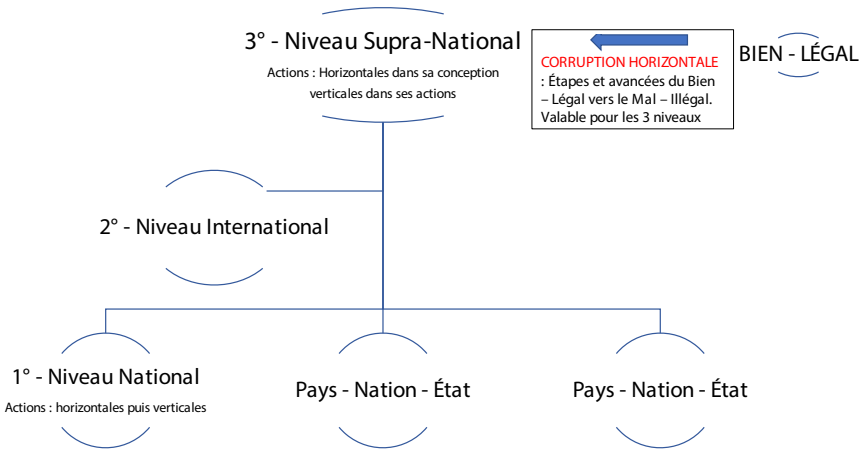 3° - Niveau Supra-National
Actions : Horizontales dans sa conception
verticales dans ses actions
CORRUPTION HORIZONTALE
: Étapes et avancées du Bien
– Légal vers le Mal – Illégal.
Valable pour les 3 niveaux
BIEN - LÉGAL
2° - Niveau International
1° - Niveau National
Actions : horizontales puis verticales
Pays - Nation - État
Pays - Nation - État